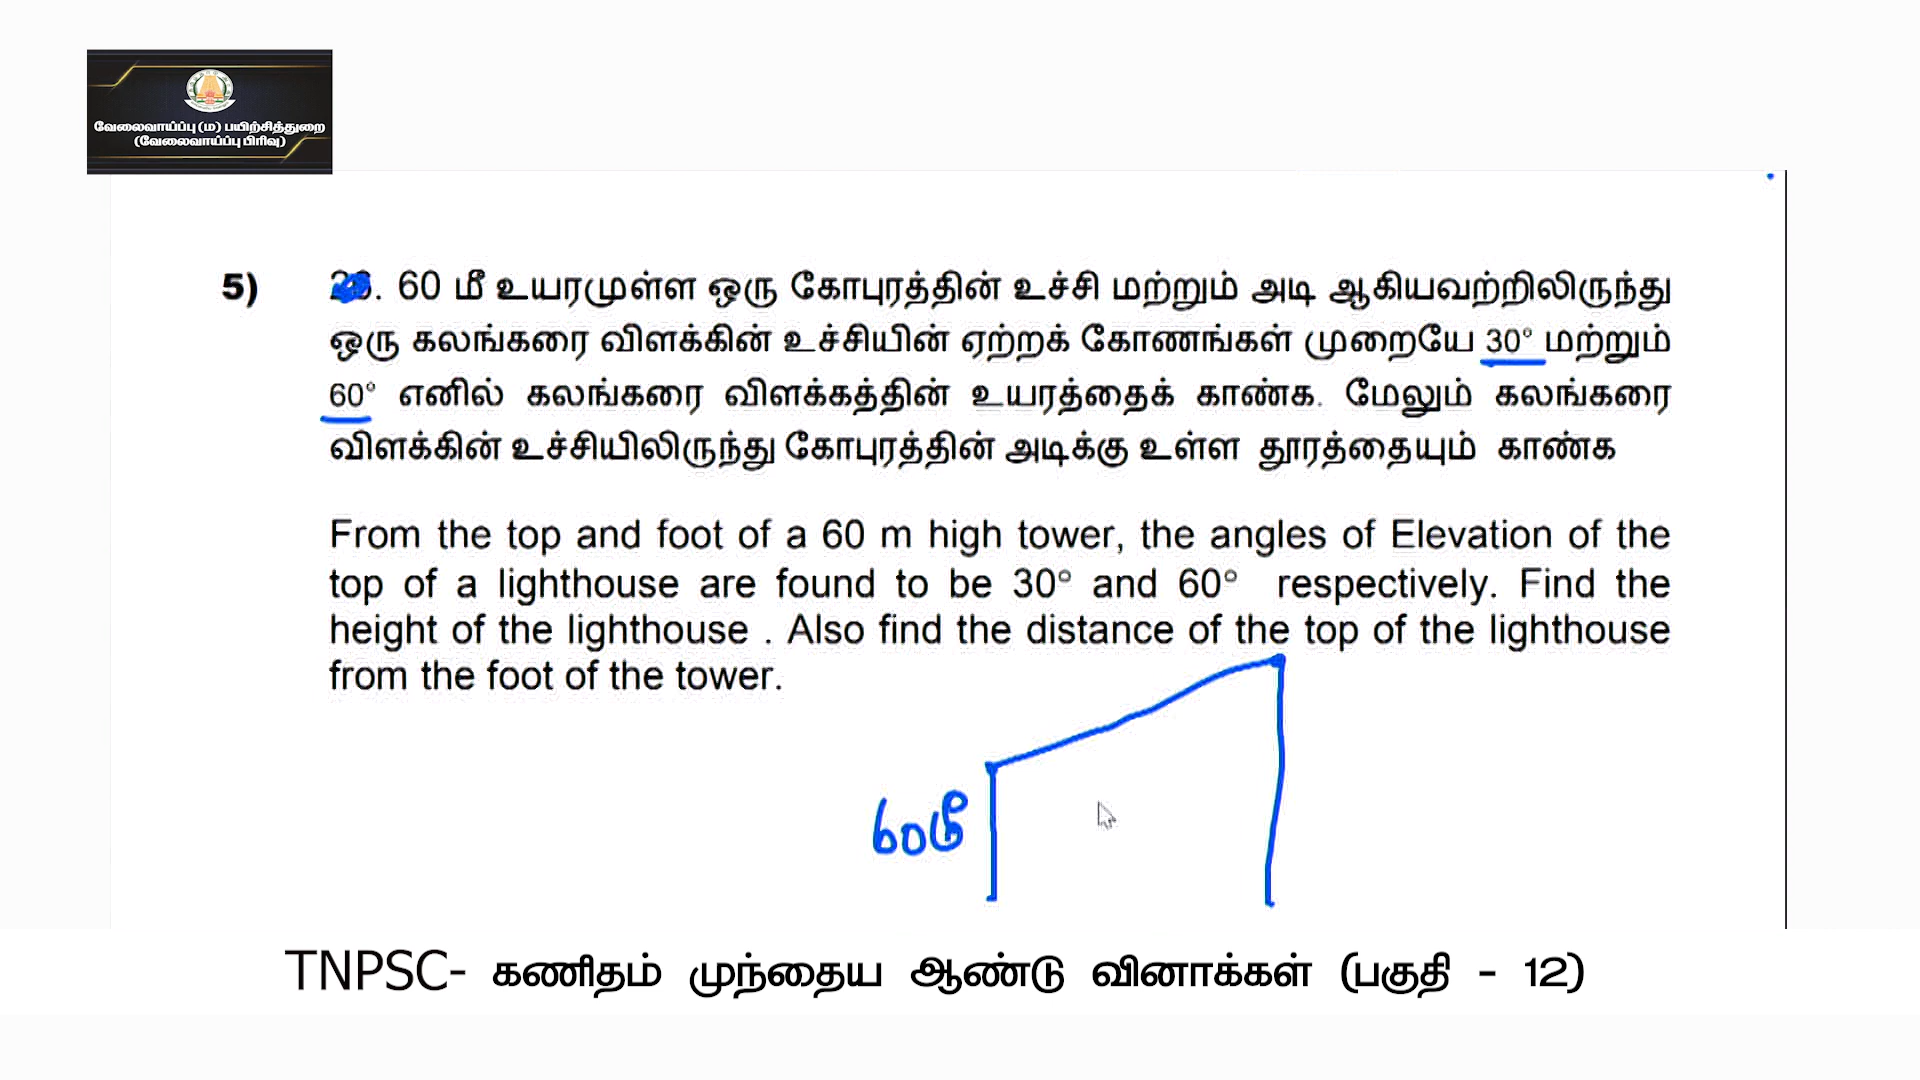 வேலைவாய்ப்பு (ம) பயிற்சித்துறை
(வேலைவாய்ப்பு பிரிவு)
5) . 60 மீ உயரமுள்ள ஒரு கோபுரத்தின் உச்சி மற்றும் அடி ஆகியவற்றிலிருந்து
ஒரு கலங்கரை விளக்கின் உச்சியின் ஏற்றக் கோணங்கள் முறையே 30° மற்றும்
60° எனில் கலங்கரை விளக்கத்தின் உயரத்தைக் காண்க. மேலும் கலங்கரை
விளக்கின் உச்சியிலிருந்து கோபுரத்தின் அடிக்கு உள்ள தூரத்தையும் காண்க
From the top and foot of a 60 m high tower, the angles of Elevation of the
top of a lighthouse are found to be 30° and 60° respectively. Find the
height of the lighthouse . Also find the distance of the top of the lighthouse
from the foot of the tower.
60மீ
TNPSC- கணிதம் முந்தைய ஆண்டு வினாக்கள் (பகுதி - 12)